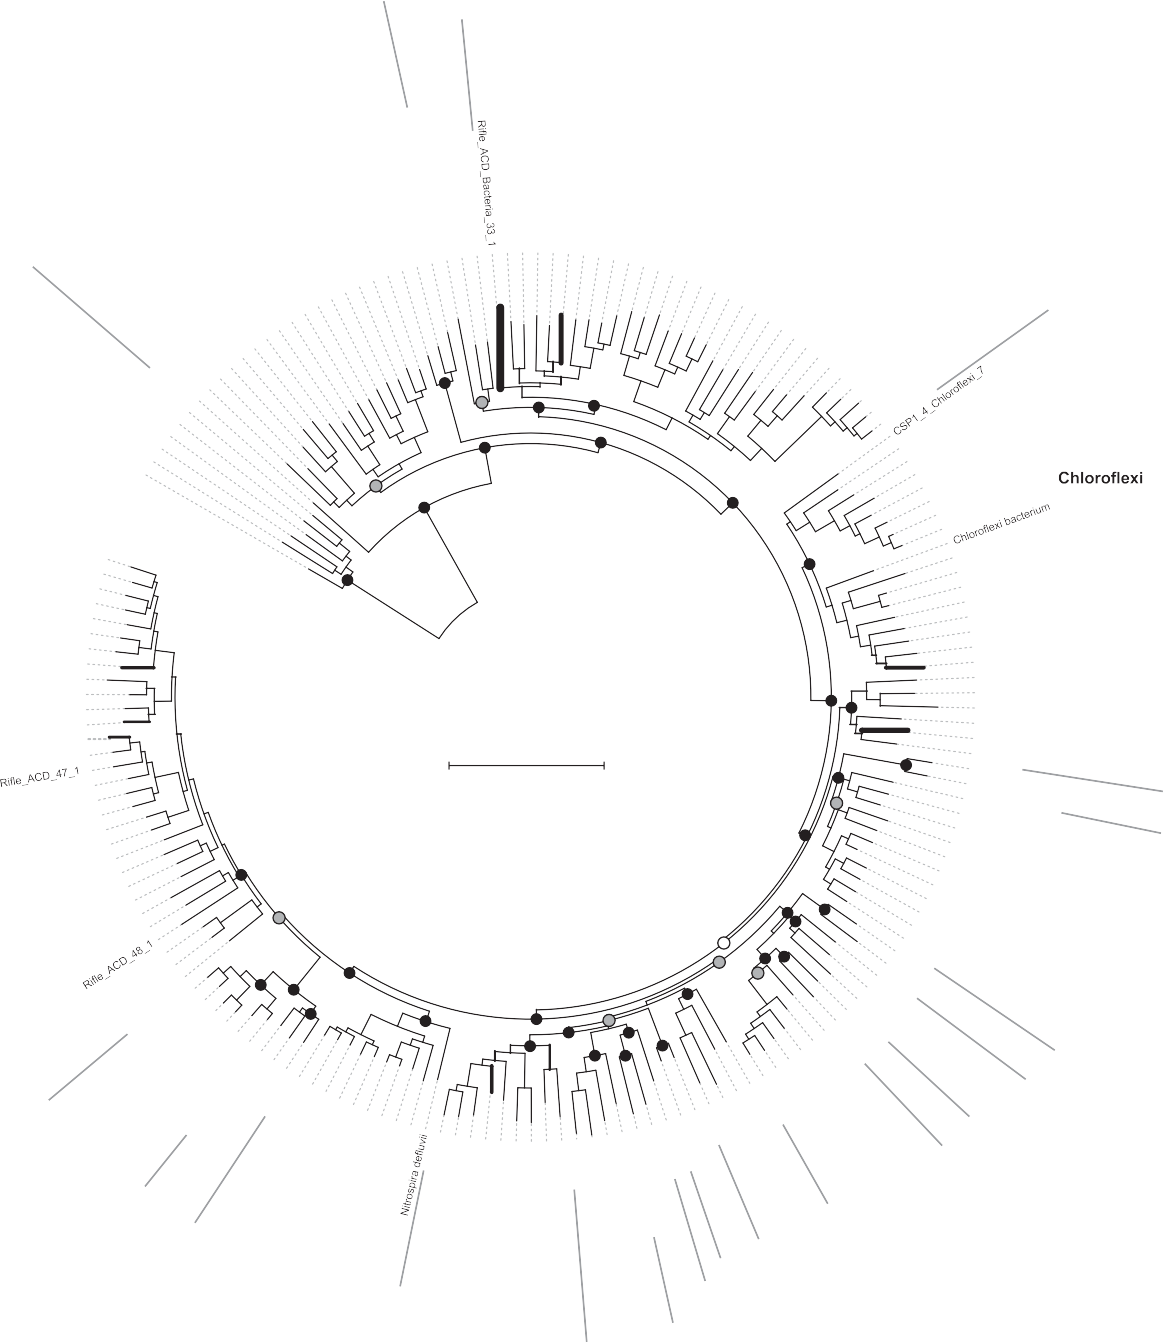 Rifle_ACD_Bacteria_33_1
CSP1_4_Chloroflexi_7
Chloroflexi
Chloroflexi bacterium
Rifle_ACD_47_1
Rifle_ACD_48_1
Nitrospira defluvii